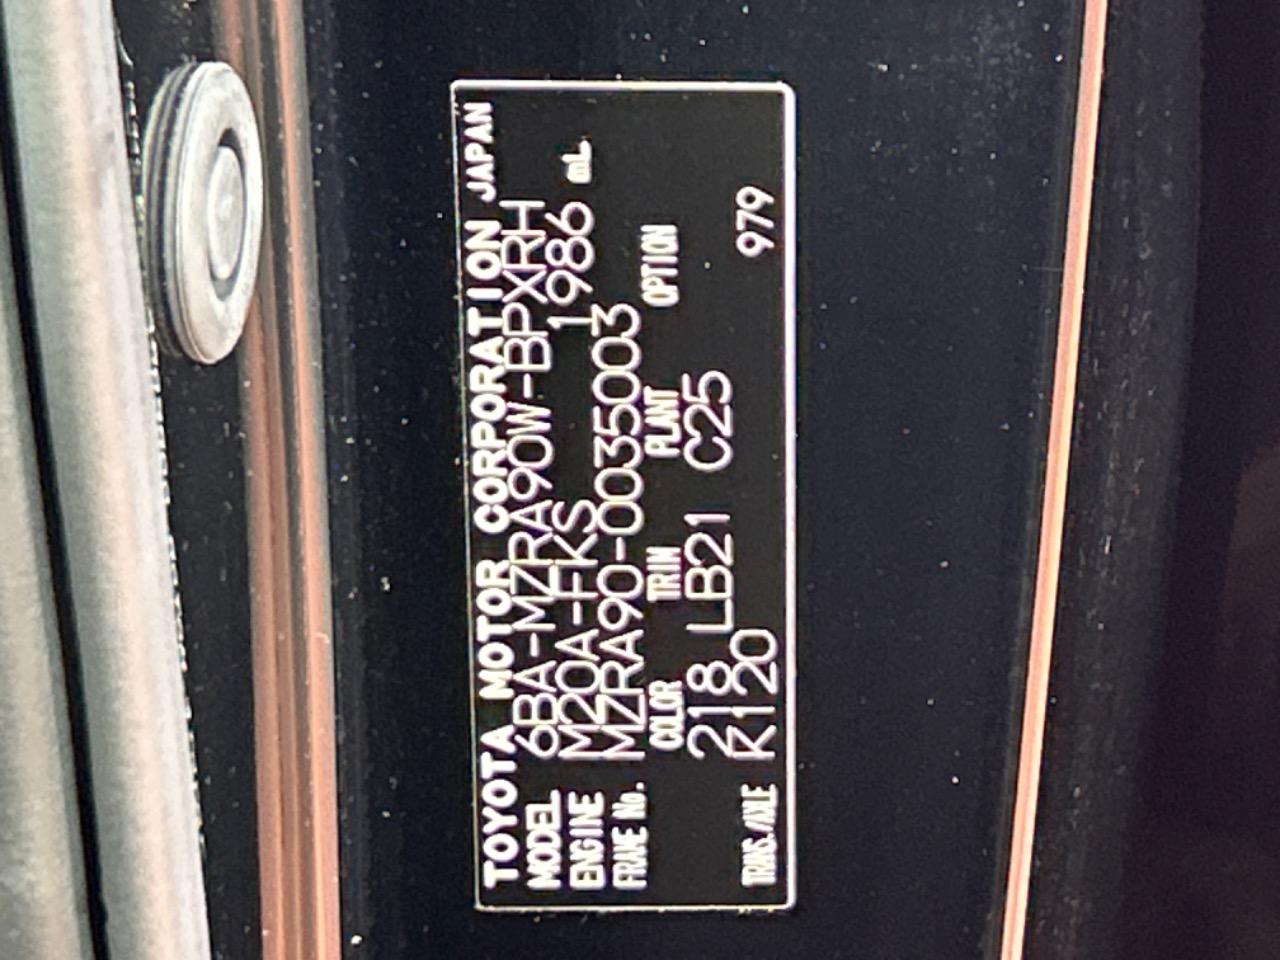 TOYOTA MOTOR CORPORATION JAPAN
MODEL 6BA-MZRA90W-BPXRH
ENGINE M20A-FKS 1986 mL
FRAME No. MZRA90-0035003
COLOR TRIM PLANT OPTION
218 LB21 C25
TRANS./AXLE K120 979